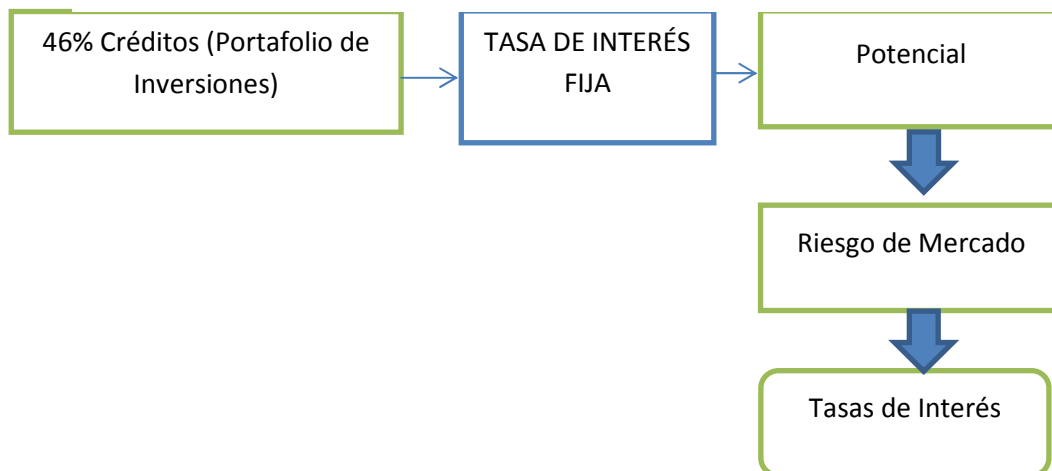 46% Créditos (Portafolio de
Inversiones)
TASA DE INTERÉS
FIJA
Potencial
Riesgo de Mercado
Tasas de Interés